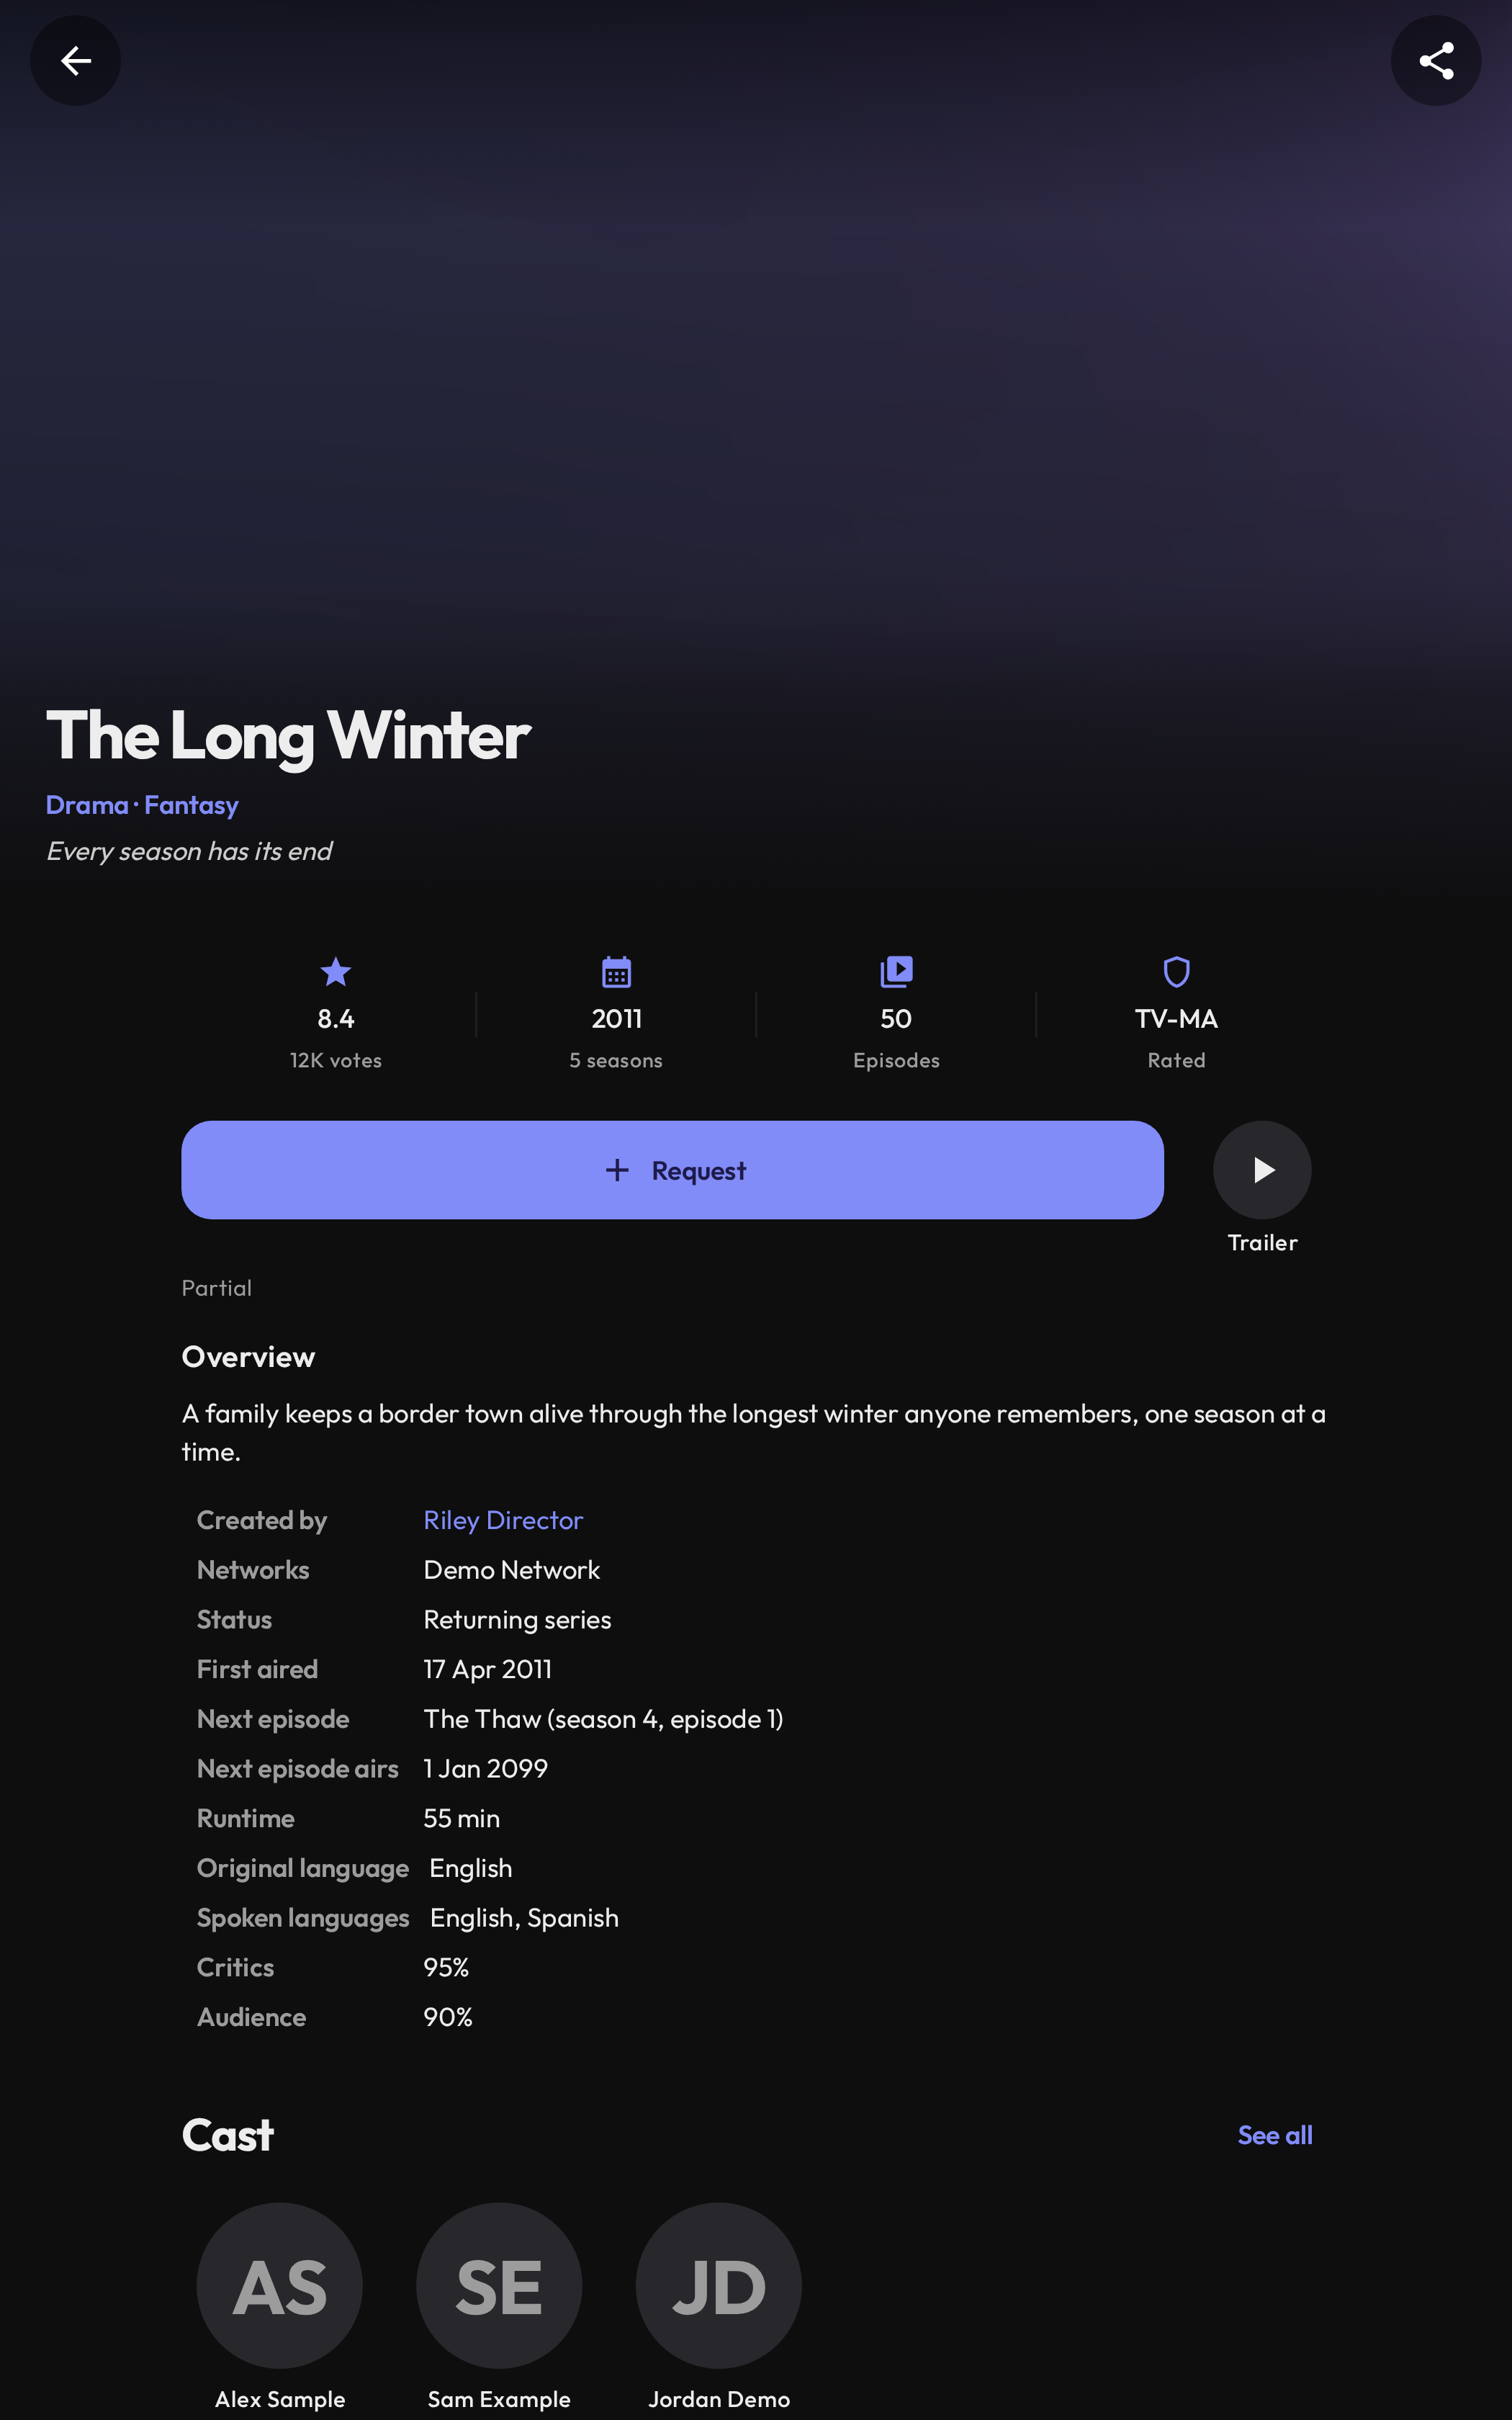 The Long Winter
Drama · Fantasy
Every season has its end
8.4
12K votes
2011
5 seasons
50
Episodes
TV-MA
Rated
Request
Trailer
Partial
Overview
A family keeps a border town alive through the longest winter anyone remembers, one season at a
time.
Created by Riley Director
Networks Demo Network
Status Returning series
First aired 17 Apr 2011
Next episode The Thaw (season 4, episode 1)
Next episode airs 1 Jan 2099
Runtime 55 min
Original language English
Spoken languages English, Spanish
Critics 95%
Audience 90%
Cast See all
AS SE JD
Alex Sample Sam Example Jordan Demo